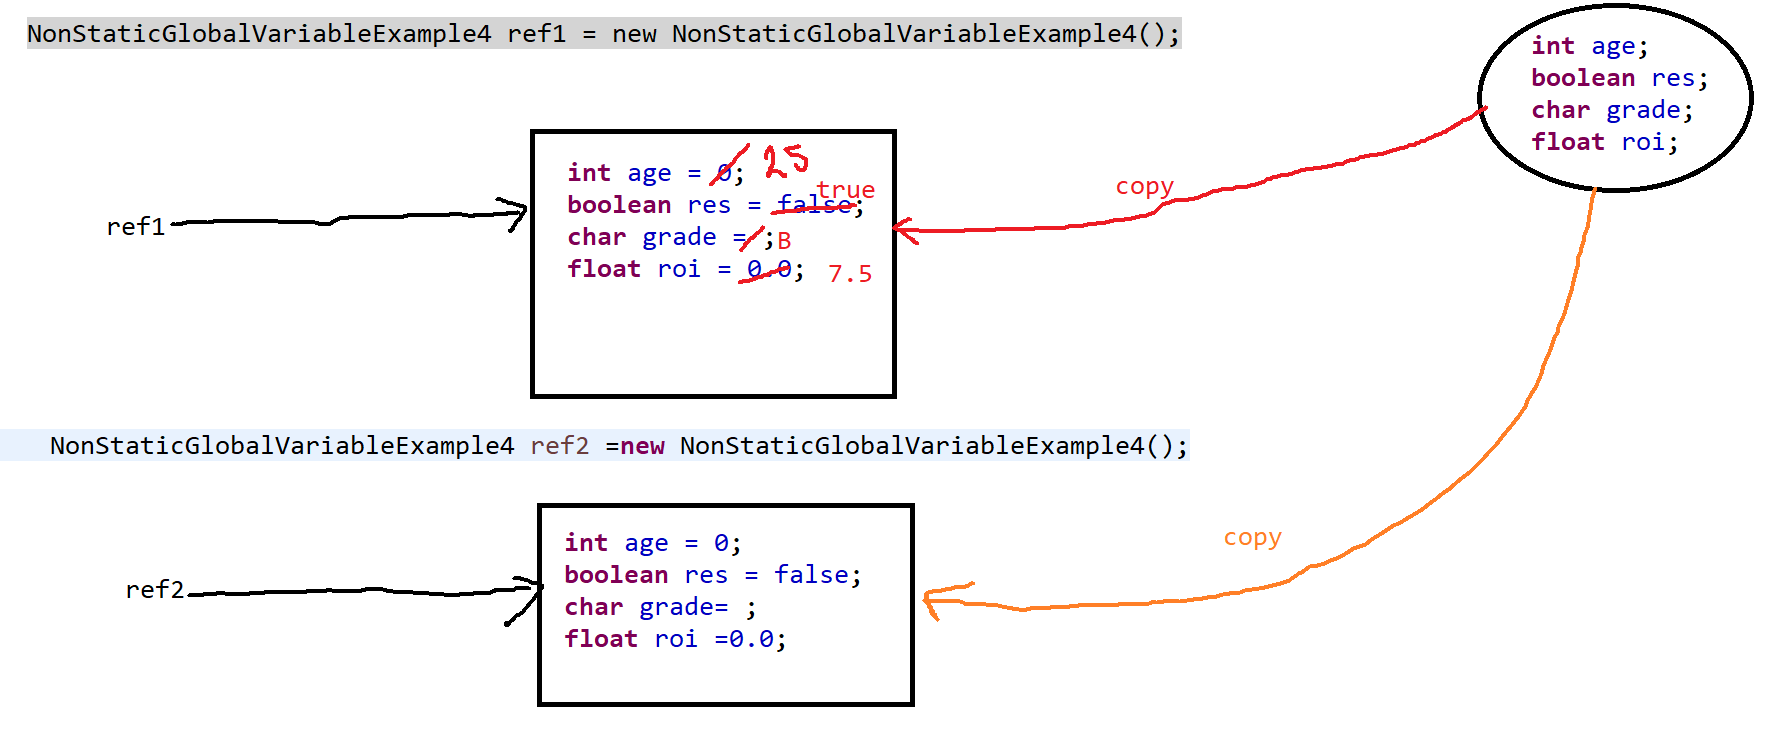 NonStaticGlobalVariableExample4 ref1 = new NonStaticGlobalVariableExample4();
int age;
boolean res;
char grade;
float roi;
copy
int age = 0; 25
boolean res = false; true
char grade = ;B
float roi = 0.0; 7.5
ref1
NonStaticGlobalVariableExample4 ref2 =new NonStaticGlobalVariableExample4();
int age = 0;
boolean res = false;
char grade= ;
float roi =0.0;
ref2
copy